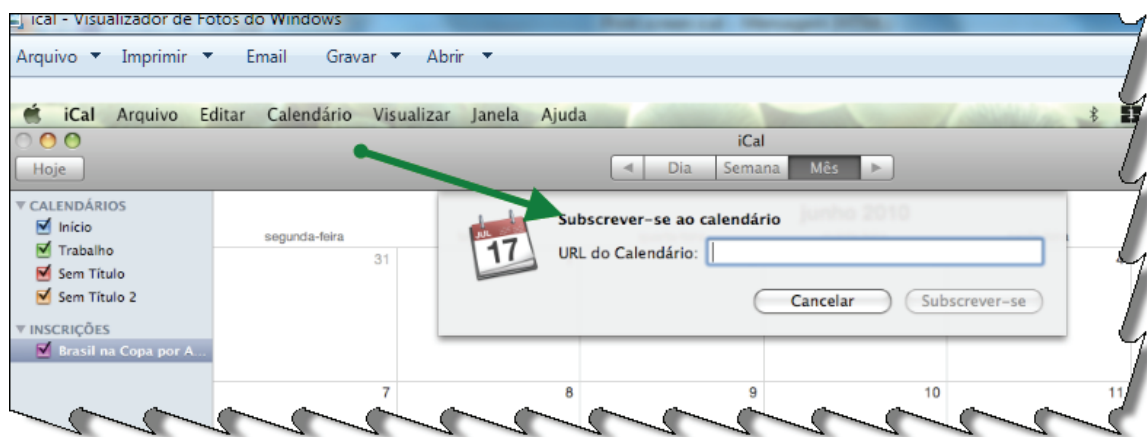 ical - Visualizador de Fotos do Windows
Arquivo Imprimir Email Gravar Abrir
iCal Arquivo Editar Calendário Visualizar Janela Ajuda
iCal
Hoje Dia Semana Mês
CALENDÁRIOS
Início
Trabalho
Sem Título
Sem Título 2
INSCRIÇÕES
Brasil na Copa por A...
junho 2010
segunda-feira
JUL
17
Subscrever-se ao calendário
URL do Calendário:
Cancelar Subscrever-se
31
7 8 9 10 11